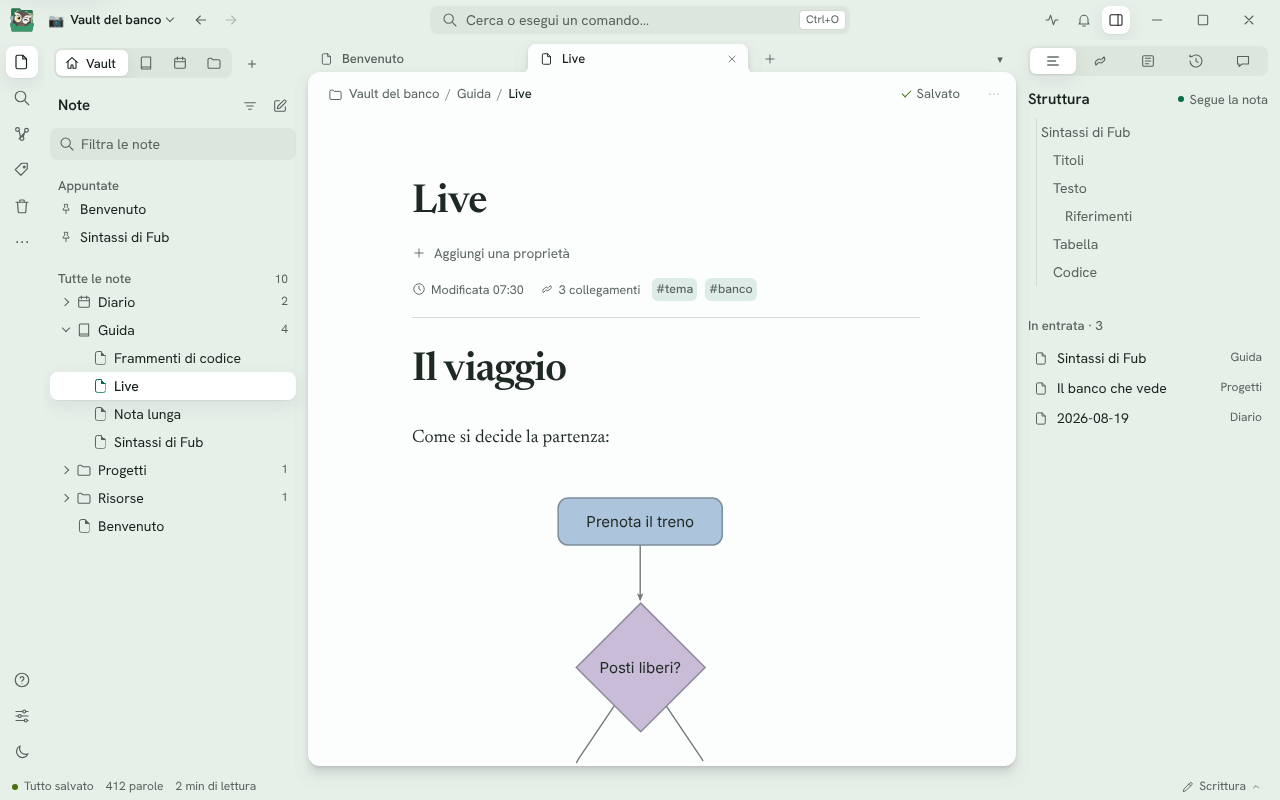 Vault del banco
Cerca o esegui un comando…
Ctrl+O
Vault
Note
Filtra le note
Appuntate
Benvenuto
Sintassi di Fub
Tutte le note 10
Diario 2
Guida 4
Frammenti di codice
Live
Nota lunga
Sintassi di Fub
Progetti 1
Risorse 1
Benvenuto
Benvenuto
Live
Vault del banco / Guida / Live
Salvato
Live
Aggiungi una proprietà
Modificata 07:30 3 collegamenti #tema #banco
Il viaggio
Come si decide la partenza:
Prenota il treno
Posti liberi?
Struttura
Segue la nota
Sintassi di Fub
Titoli
Testo
Riferimenti
Tabella
Codice
In entrata · 3
Sintassi di Fub Guida
Il banco che vede Progetti
2026-08-19 Diario
Tutto salvato 412 parole 2 min di lettura
Scrittura